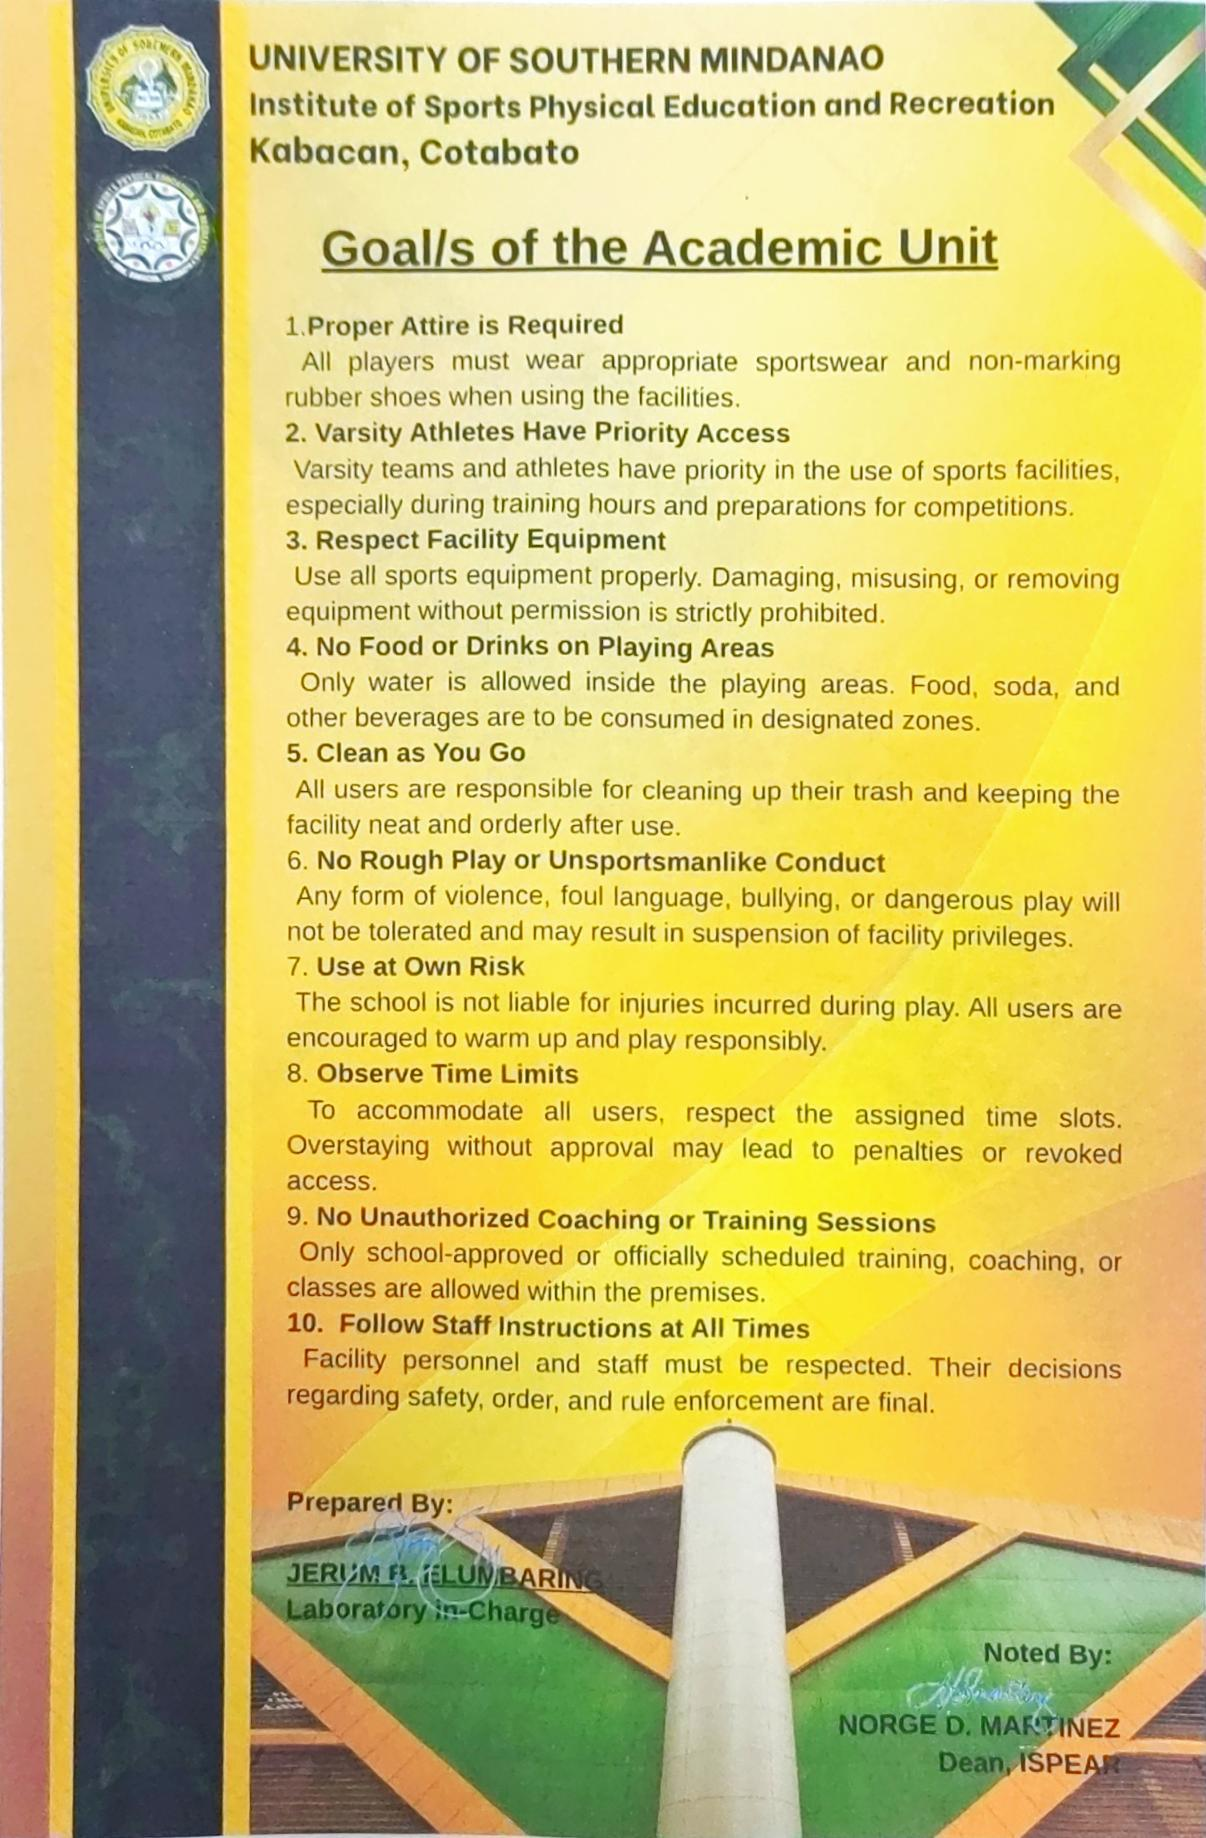 UNIVERSITY OF SOUTHERN MINDANAO
Institute of Sports Physical Education and Recreation
Kabacan, Cotabato
UNIVERSITY OF SOUTHERN MINDANAO
KABACAN, COTABATO
Goal/s of the Academic Unit
1.Proper Attire is Required
All players must wear appropriate sportswear and non-marking
rubber shoes when using the facilities.
2. Varsity Athletes Have Priority Access
Varsity teams and athletes have priority in the use of sports facilities,
especially during training hours and preparations for competitions.
3. Respect Facility Equipment
Use all sports equipment properly. Damaging, misusing, or removing
equipment without permission is strictly prohibited.
4. No Food or Drinks on Playing Areas
Only water is allowed inside the playing areas. Food, soda, and
other beverages are to be consumed in designated zones.
5. Clean as You Go
All users are responsible for cleaning up their trash and keeping the
facility neat and orderly after use.
6. No Rough Play or Unsportsmanlike Conduct
Any form of violence, foul language, bullying, or dangerous play will
not be tolerated and may result in suspension of facility privileges.
7. Use at Own Risk
The school is not liable for injuries incurred during play. All users are
encouraged to warm up and play responsibly.
8. Observe Time Limits
To accommodate all users, respect the assigned time slots.
Overstaying without approval may lead to penalties or revoked
access.
9. No Unauthorized Coaching or Training Sessions
Only school-approved or officially scheduled training, coaching, or
classes are allowed within the premises.
10. Follow Staff Instructions at All Times
Facility personnel and staff must be respected. Their decisions
regarding safety, order, and rule enforcement are final.
Prepared By:
JERUM B. ELUMBARING
Laboratory in-Charge
Noted By:
NORGE D. MARTINEZ
Dean, ISPEAR